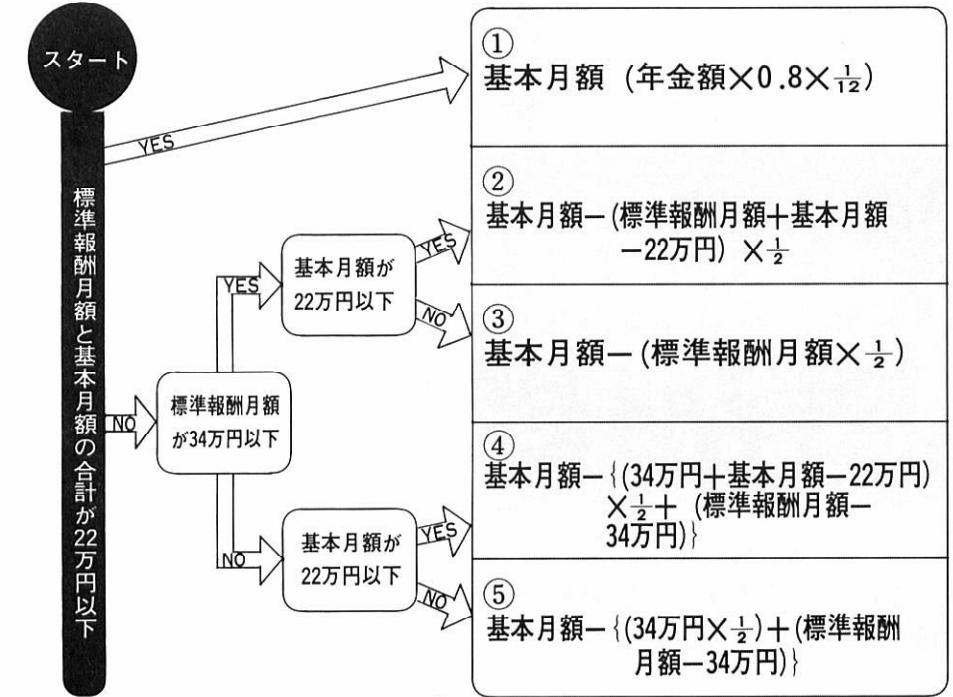 スタート
標準報酬月額と基本月額の合計が22万円以下
YES
NO
標準報酬月額
が34万円以下
YES
NO
基本月額が
22万円以下
YES
NO
基本月額が
22万円以下
YES
NO
①
基本月額 (年金額×0.8×1/12)
②
基本月額−(標準報酬月額+基本月額
−22万円) ×1/2
③
基本月額−(標準報酬月額×1/2)
④
基本月額−{(34万円+基本月額−22万円)
×1/2+ (標準報酬月額−
34万円)}
⑤
基本月額−{(34万円×1/2)+(標準報酬
月額−34万円)}